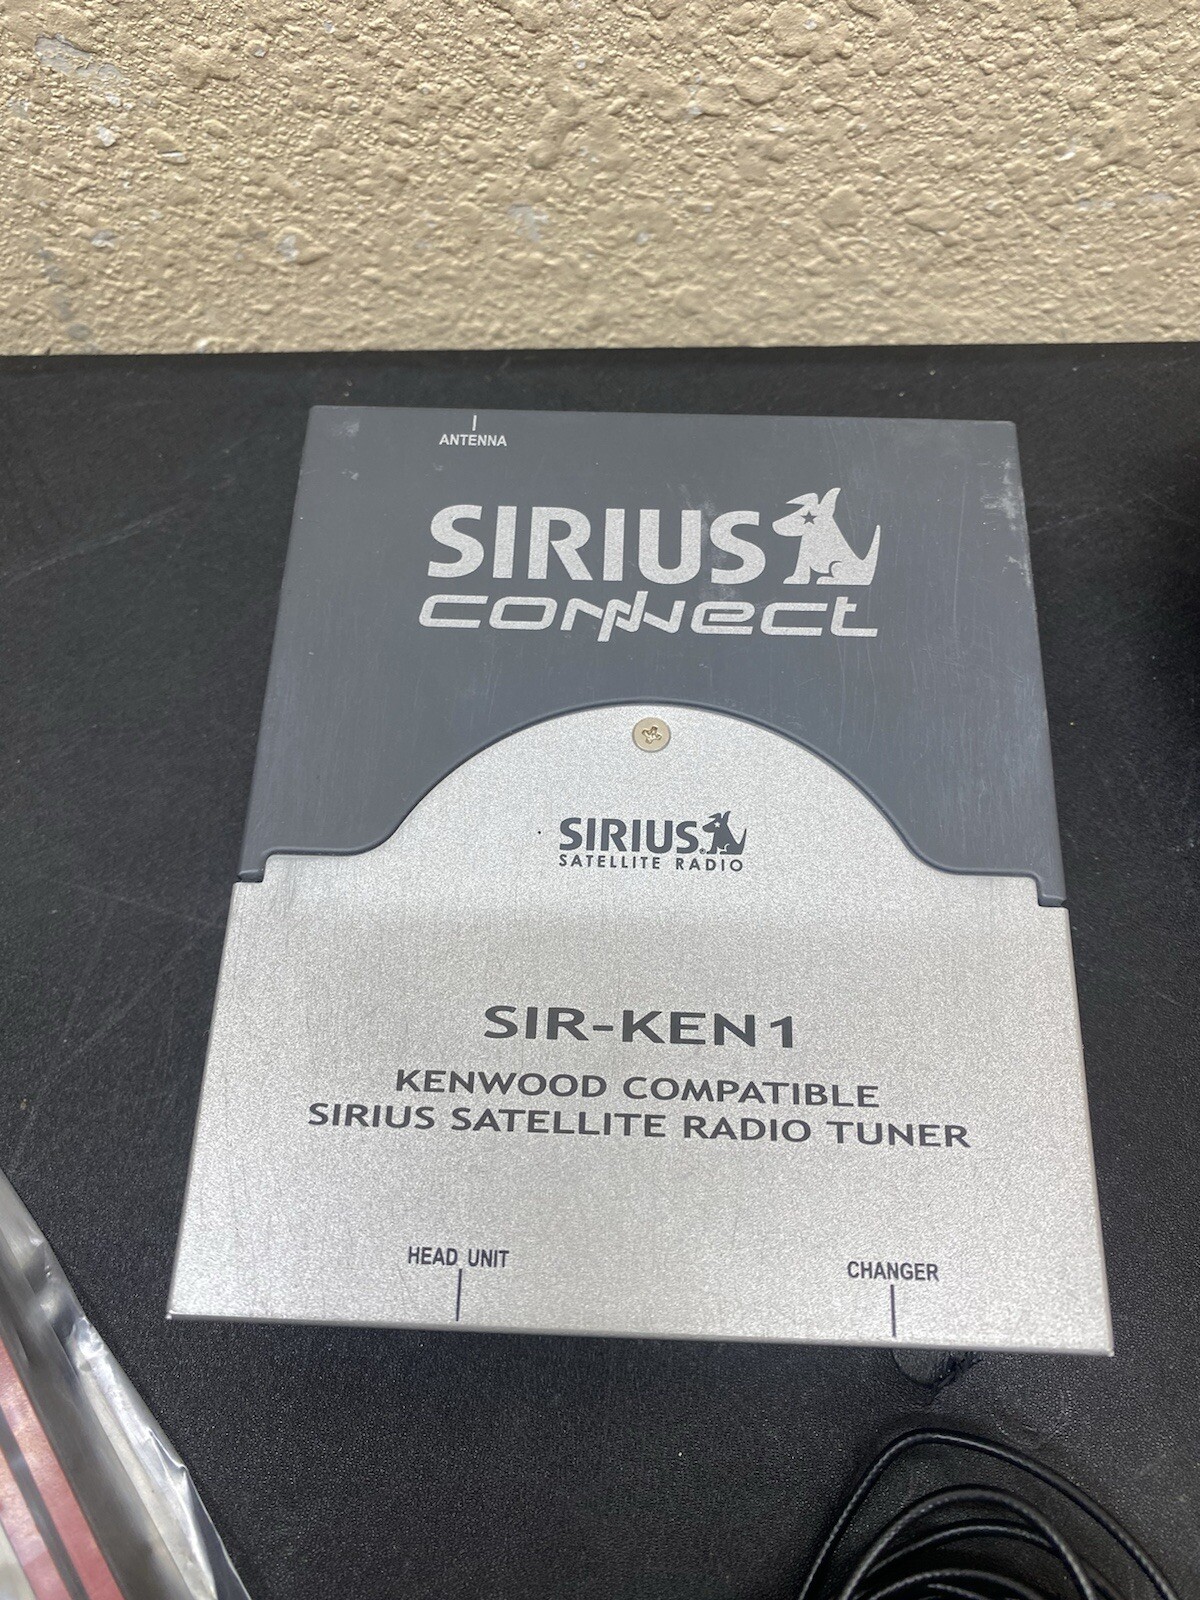 ANTENNA
SIRIUS
connect
SIRIUS
SATELLITE RADIO
SIR-KEN1
KENWOOD COMPATIBLE
SIRIUS SATELLITE RADIO TUNER
HEAD UNIT
CHANGER